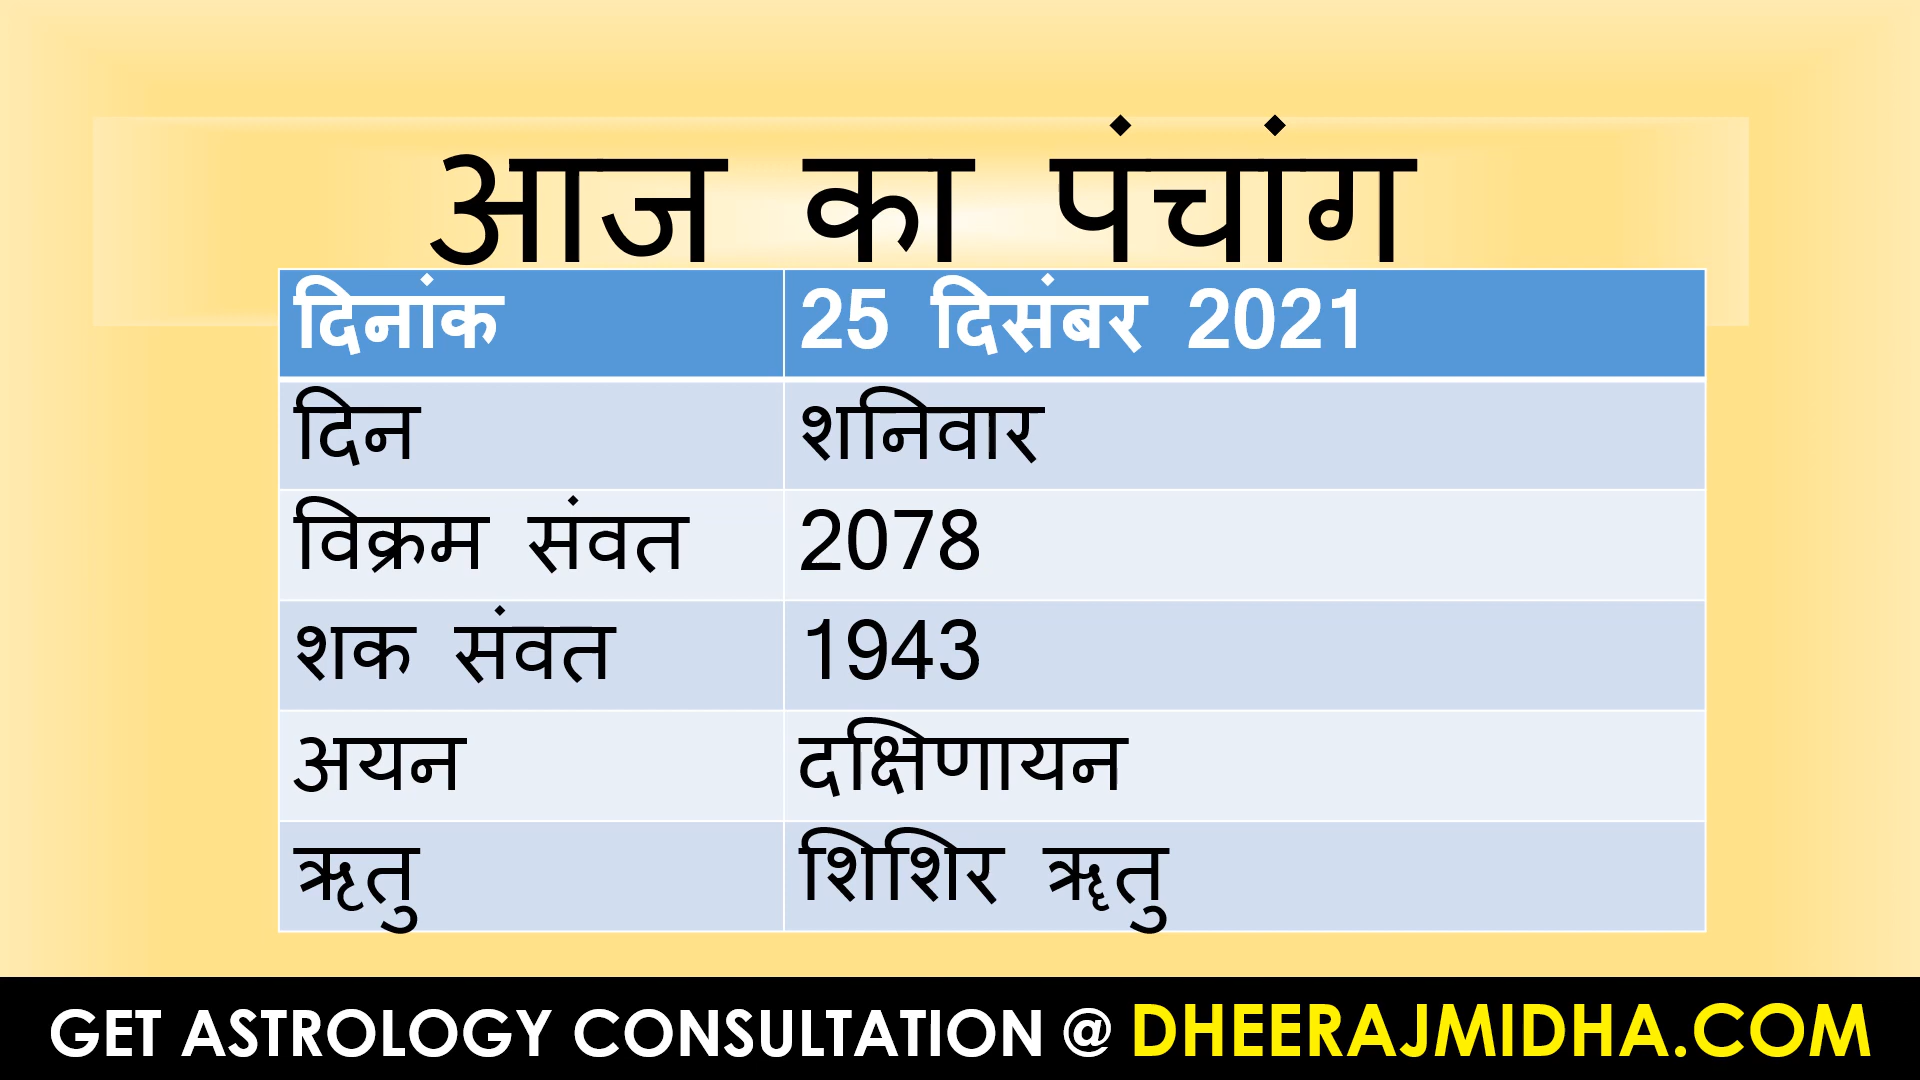 आज का पंचांग
दिनांक 25 दिसंबर 2021
दिन शनिवार
विक्रम संवत 2078
शक संवत 1943
अयन दक्षिणायन
ऋतु शिशिर ॠतु
GET ASTROLOGY CONSULTATION @ DHEERAJMIDHA.COM